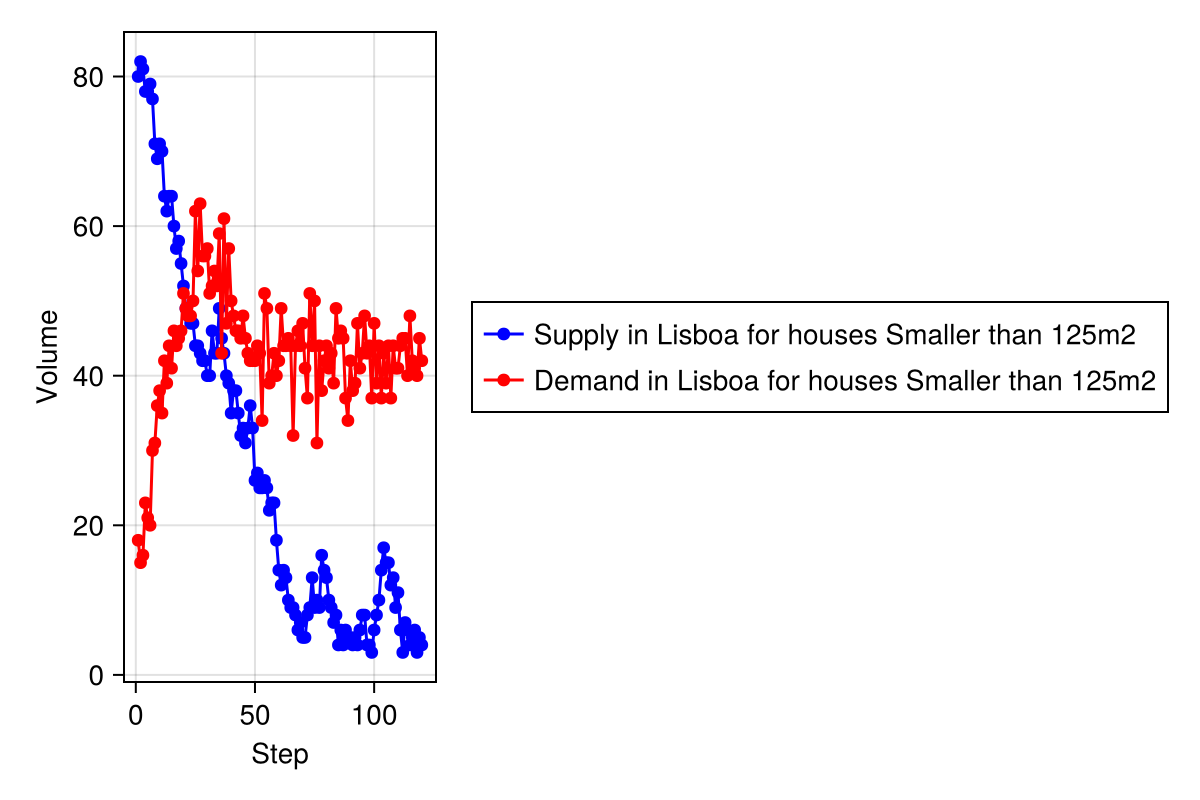 80
60
40
20
0
Volume
0 50 100
Step
Supply in Lisboa for houses Smaller than 125m2
Demand in Lisboa for houses Smaller than 125m2